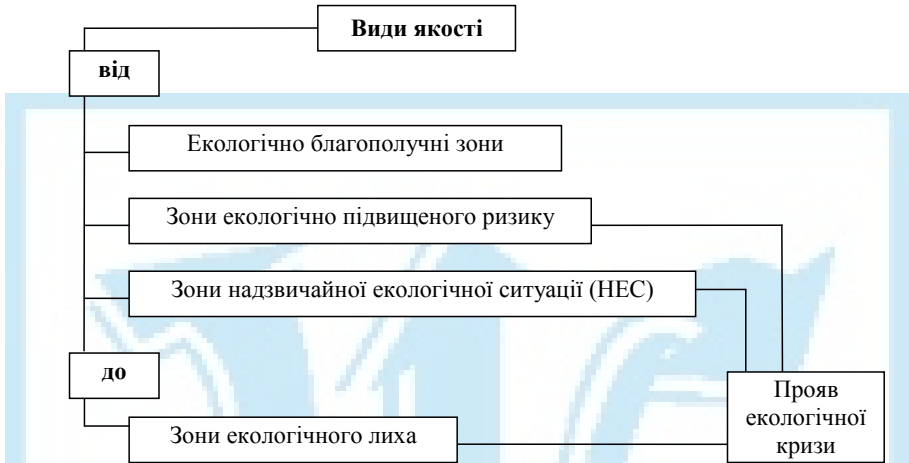 Види якості
від
Екологічно благополучні зони
Зони екологічно підвищеного ризику
Зони надзвичайної екологічної ситуації (НЕС)
до
Зони екологічного лиха
Прояв
екологічної
кризи